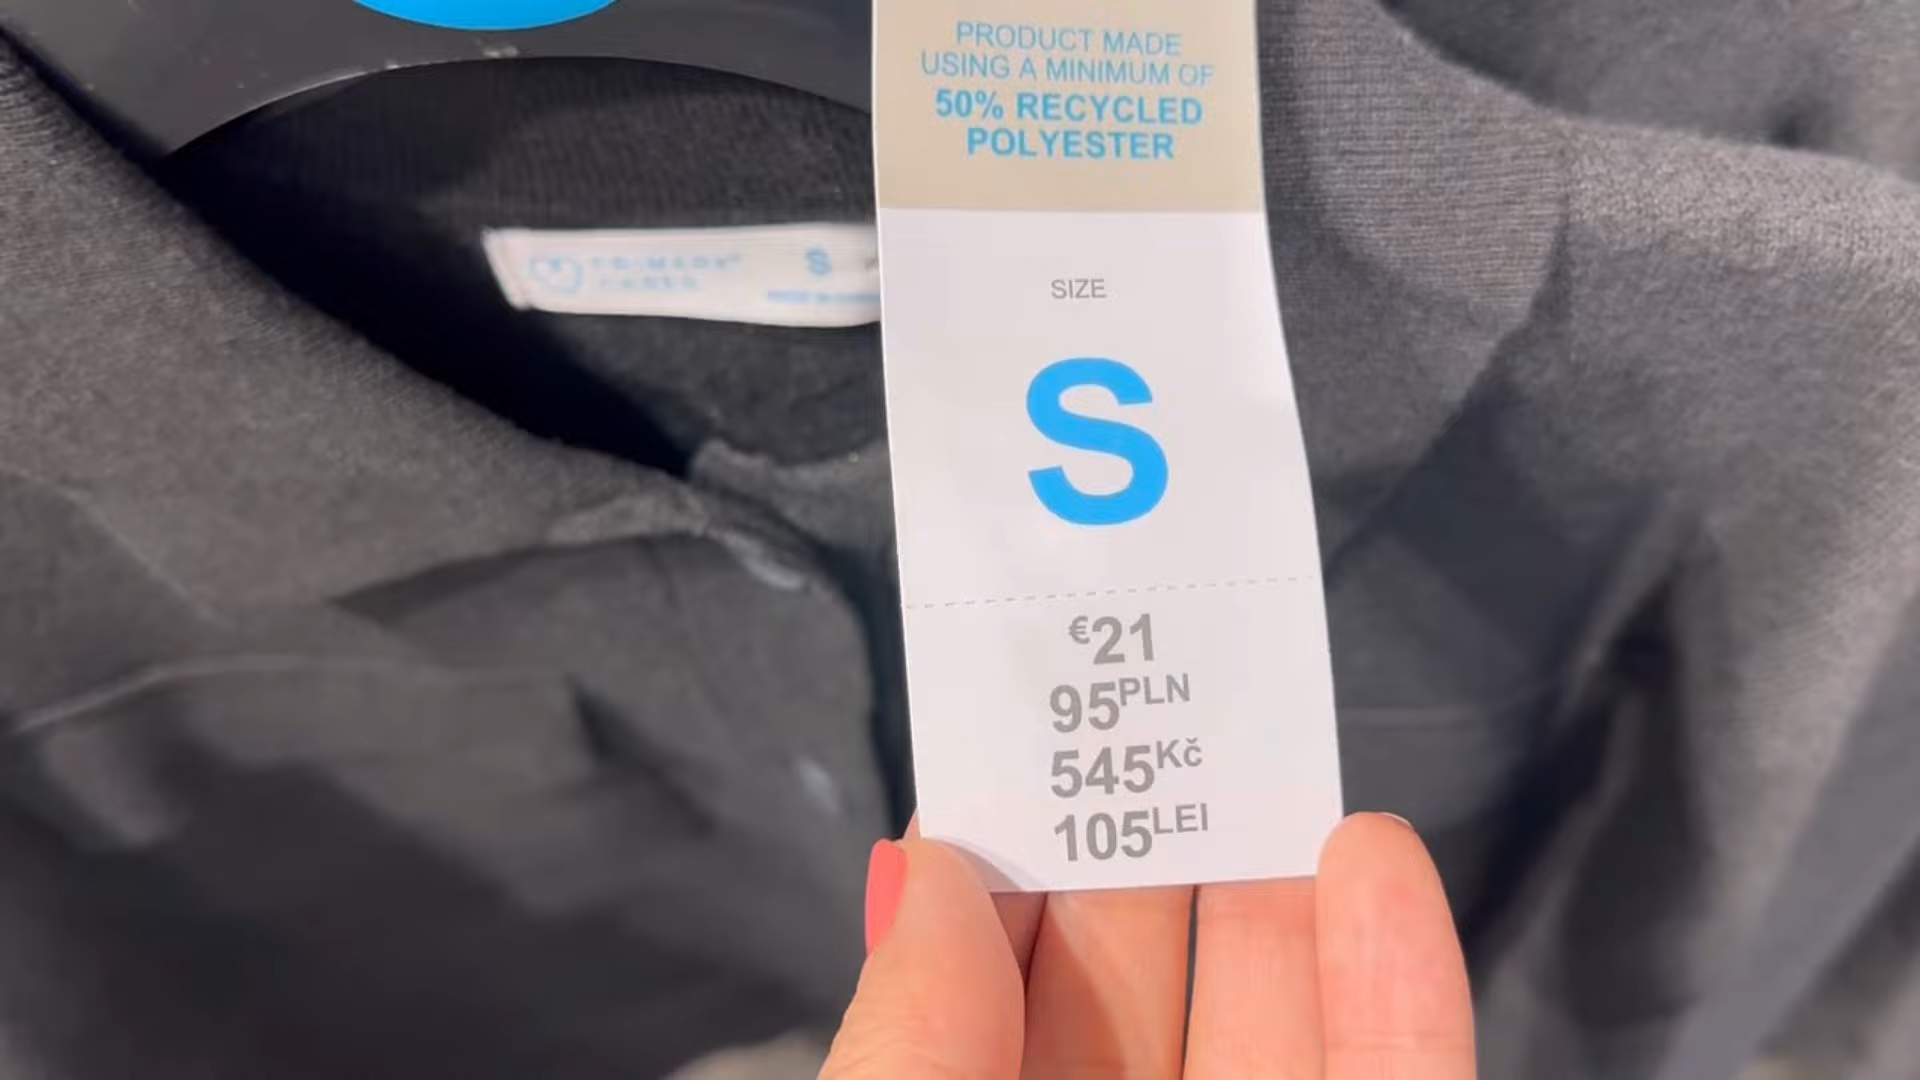 PRODUCT MADE
USING A MINIMUM OF
50% RECYCLED
POLYESTER
S
SIZE
S
€21
95PLN
545Kč
105LEI